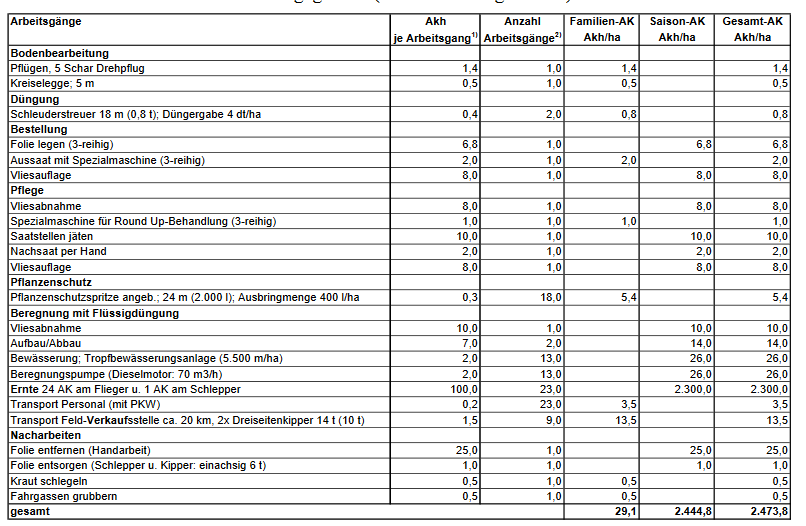 Arbeitsgänge Akh Anzahl Familien-AK Saison-AK Gesamt-AK
je Arbeitsgang1) Arbeitsgänge2) Akh/ha Akh/ha Akh/ha
Bodenbearbeitung
Pflügen, 5 Schar Drehpflug 1,4 1,0 1,4 1,4
Kreiselegge; 5 m 0,5 1,0 0,5 0,5
Düngung
Schleuderstreuer 18 m (0,8 t); Düngergabe 4 dt/ha 0,4 2,0 0,8 0,8
Bestellung
Folie legen (3-reihig) 6,8 1,0 6,8 6,8
Aussaat mit Spezialmaschine (3-reihig) 2,0 1,0 2,0 2,0
Vliesauflage 8,0 1,0 8,0 8,0
Pflege
Vliesabnahme 8,0 1,0 8,0 8,0
Spezialmaschine für Round Up-Behandlung (3-reihig) 1,0 1,0 1,0 1,0
Saatstellen jäten 10,0 1,0 10,0 10,0
Nachsaat per Hand 2,0 1,0 2,0 2,0
Vliesauflage 8,0 1,0 8,0 8,0
Pflanzenschutz
Pflanzenschutzspritze angeb.; 24 m (2.000 l); Ausbringmenge 400 l/ha 0,3 18,0 5,4 5,4
Beregnung mit Flüssigdüngung
Vliesabnahme 10,0 1,0 10,0 10,0
Aufbau/Abbau 7,0 2,0 14,0 14,0
Bewässerung; Tropfbewässerungsanlage (5.500 m/ha) 2,0 13,0 26,0 26,0
Beregnungspumpe (Dieselmotor: 70 m3/h) 2,0 13,0 26,0 26,0
Ernte 24 AK am Flieger u. 1 AK am Schlepper 100,0 23,0 2.300,0 2.300,0
Transport Personal (mit PKW) 0,2 23,0 3,5 3,5
Transport Feld-Verkaufsstelle ca. 20 km, 2x Dreiseitenkipper 14 t (10 t) 1,5 9,0 13,5 13,5
Nacharbeiten
Folie entfernen (Handarbeit) 25,0 1,0 25,0 25,0
Folie entsorgen (Schlepper u. Kipper: einachsig 6 t) 1,0 1,0 1,0 1,0
Kraut schlegeln 0,5 1,0 0,5 0,5
Fahrgassen grubbern 0,5 1,0 0,5 0,5
gesamt 29,1 2.444,8 2.473,8